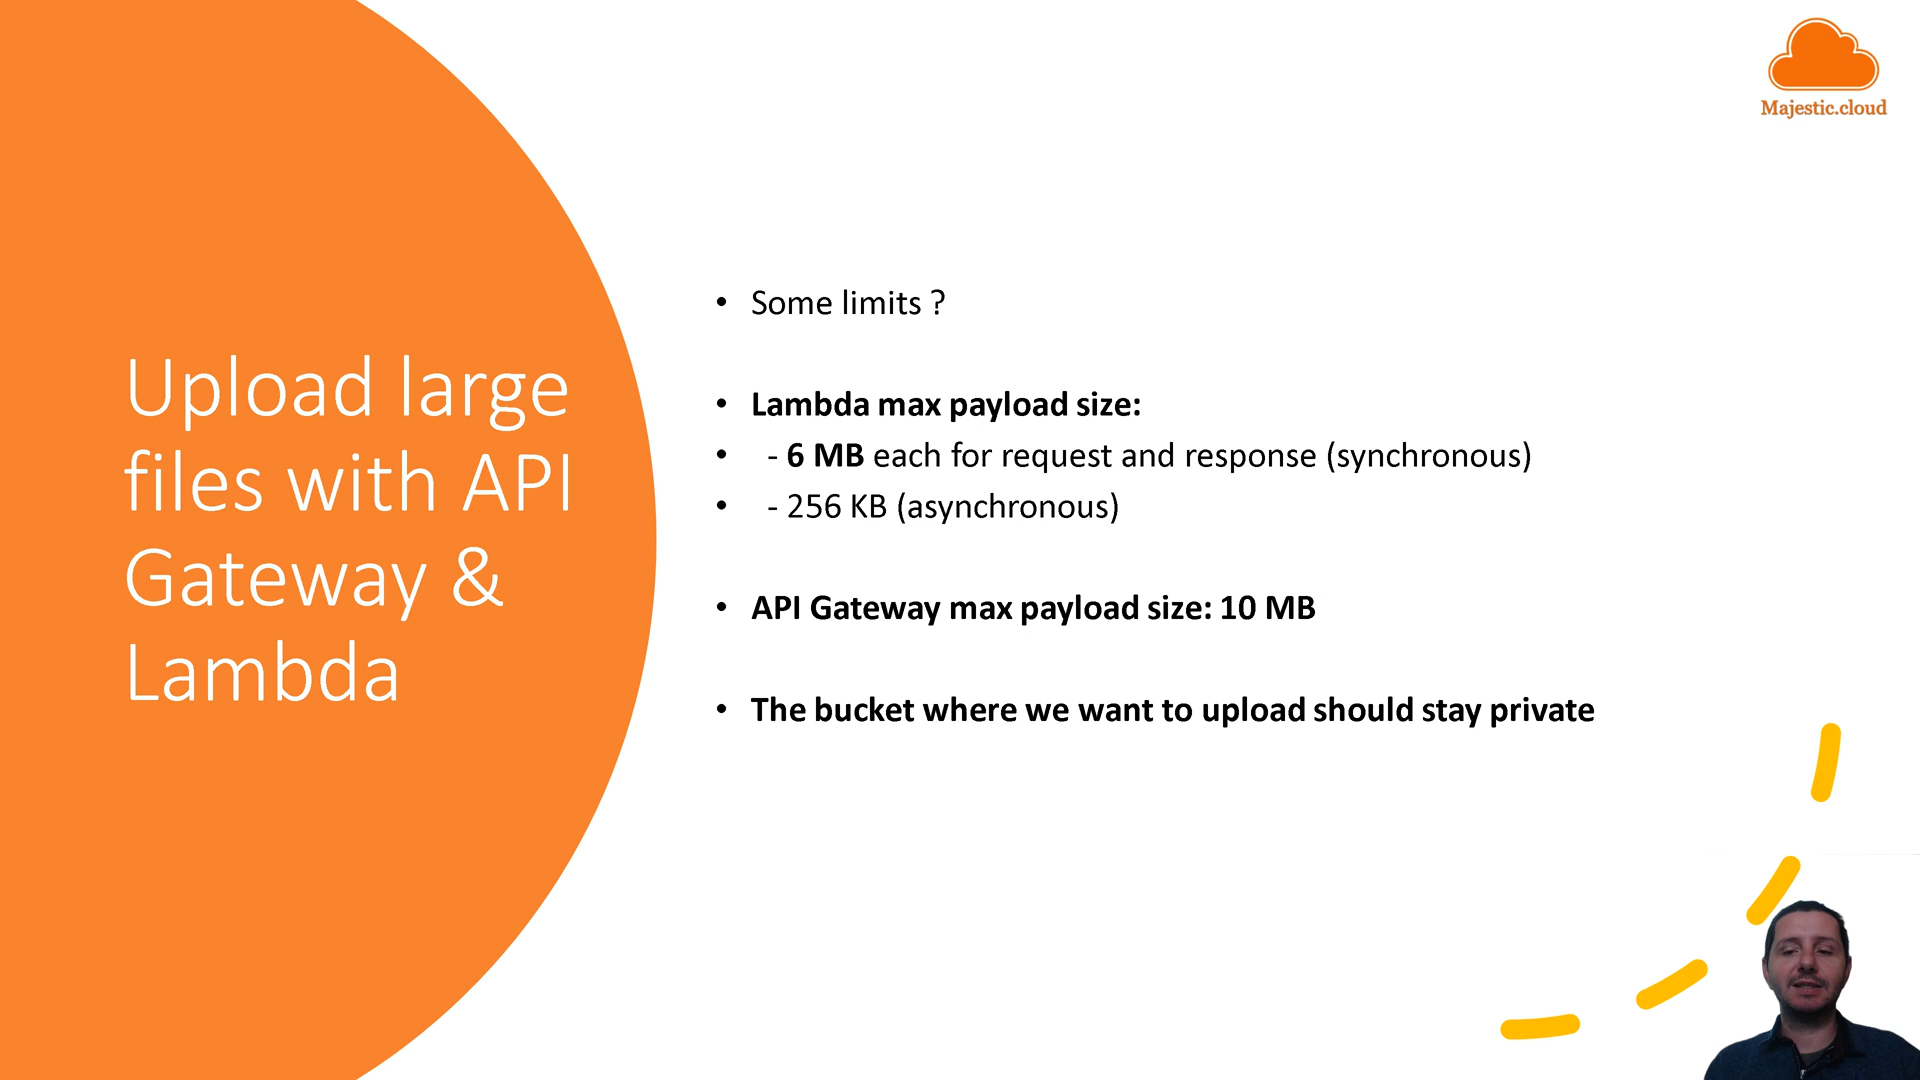 Majestic.cloud
Upload large
files with API
Gateway &
Lambda
• Some limits ?
• Lambda max payload size:
• - 6 MB each for request and response (synchronous)
• - 256 KB (asynchronous)
• API Gateway max payload size: 10 MB
• The bucket where we want to upload should stay private